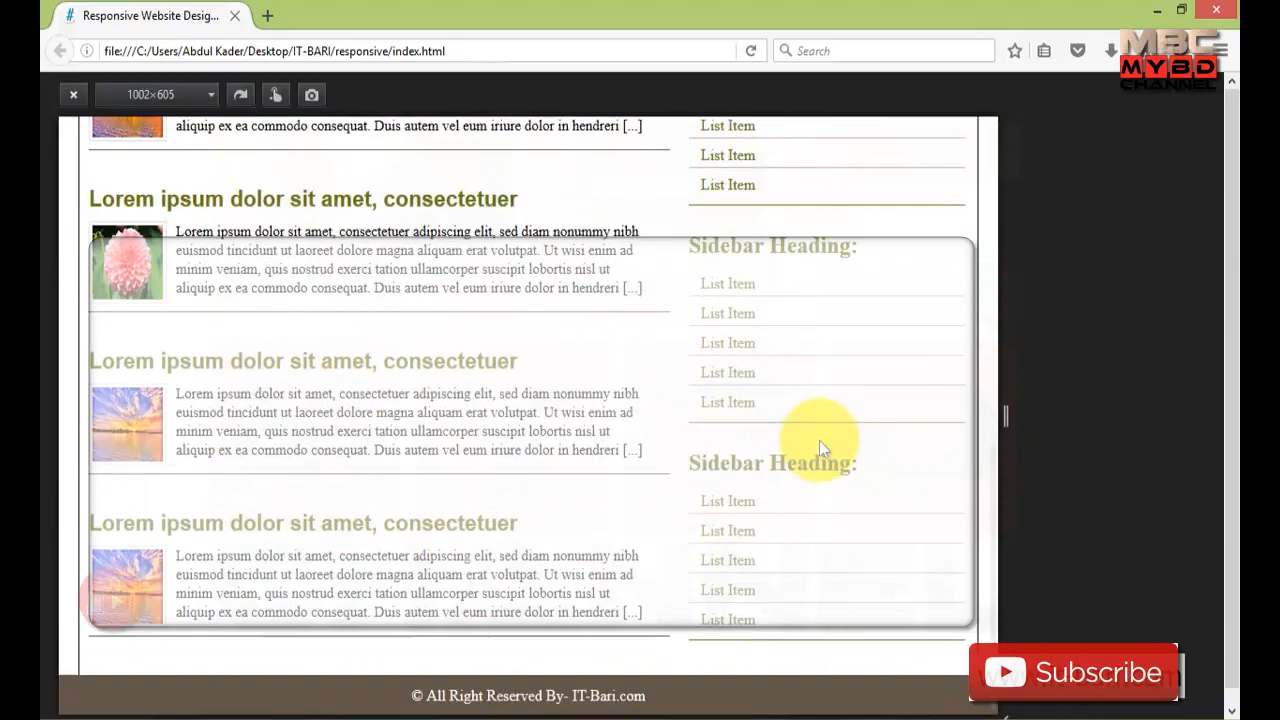 Responsive Website Desig...
file:///C:/Users/Abdul Kader/Desktop/IT-BARI/responsive/index.html
Search
MBC
MYBD
CHANNEL
1002×605
aliquip ex ea commodo consequat. Duis autem vel eum iriure dolor in hendreri [...]
List Item
List Item
List Item
Lorem ipsum dolor sit amet, consectetuer
Lorem ipsum dolor sit amet, consectetuer adipiscing elit, sed diam nonummy nibh
euismod tincidunt ut laoreet dolore magna aliquam erat volutpat. Ut wisi enim ad
minim veniam, quis nostrud exerci tation ullamcorper suscipit lobortis nisl ut
aliquip ex ea commodo consequat. Duis autem vel eum iriure dolor in hendreri [...]
Sidebar Heading:
List Item
List Item
List Item
List Item
List Item
Lorem ipsum dolor sit amet, consectetuer
Lorem ipsum dolor sit amet, consectetuer adipiscing elit, sed diam nonummy nibh
euismod tincidunt ut laoreet dolore magna aliquam erat volutpat. Ut wisi enim ad
minim veniam, quis nostrud exerci tation ullamcorper suscipit lobortis nisl ut
aliquip ex ea commodo consequat. Duis autem vel eum iriure dolor in hendreri [...]
Sidebar Heading:
List Item
List Item
List Item
List Item
List Item
Lorem ipsum dolor sit amet, consectetuer
Lorem ipsum dolor sit amet, consectetuer adipiscing elit, sed diam nonummy nibh
euismod tincidunt ut laoreet dolore magna aliquam erat volutpat. Ut wisi enim ad
minim veniam, quis nostrud exerci tation ullamcorper suscipit lobortis nisl ut
aliquip ex ea commodo consequat. Duis autem vel eum iriure dolor in hendreri [...]
Subscribe
© All Right Reserved By- IT-Bari.com